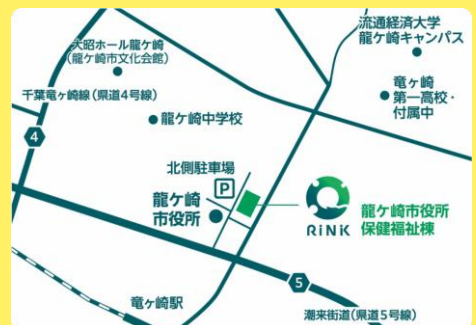 流通経済大学
龍ケ崎キャンパス
大昭ホール龍ケ崎
(龍ケ崎市文化会館)
竜ヶ崎
第一高校・
付属中
千葉竜ヶ崎線(県道4号線)
龍ケ崎中学校
4
北側駐車場
P
龍ケ崎
市役所
RiNK
龍ケ崎市役所
保健福祉棟
5
竜ヶ崎駅
潮来街道(県道5号線)